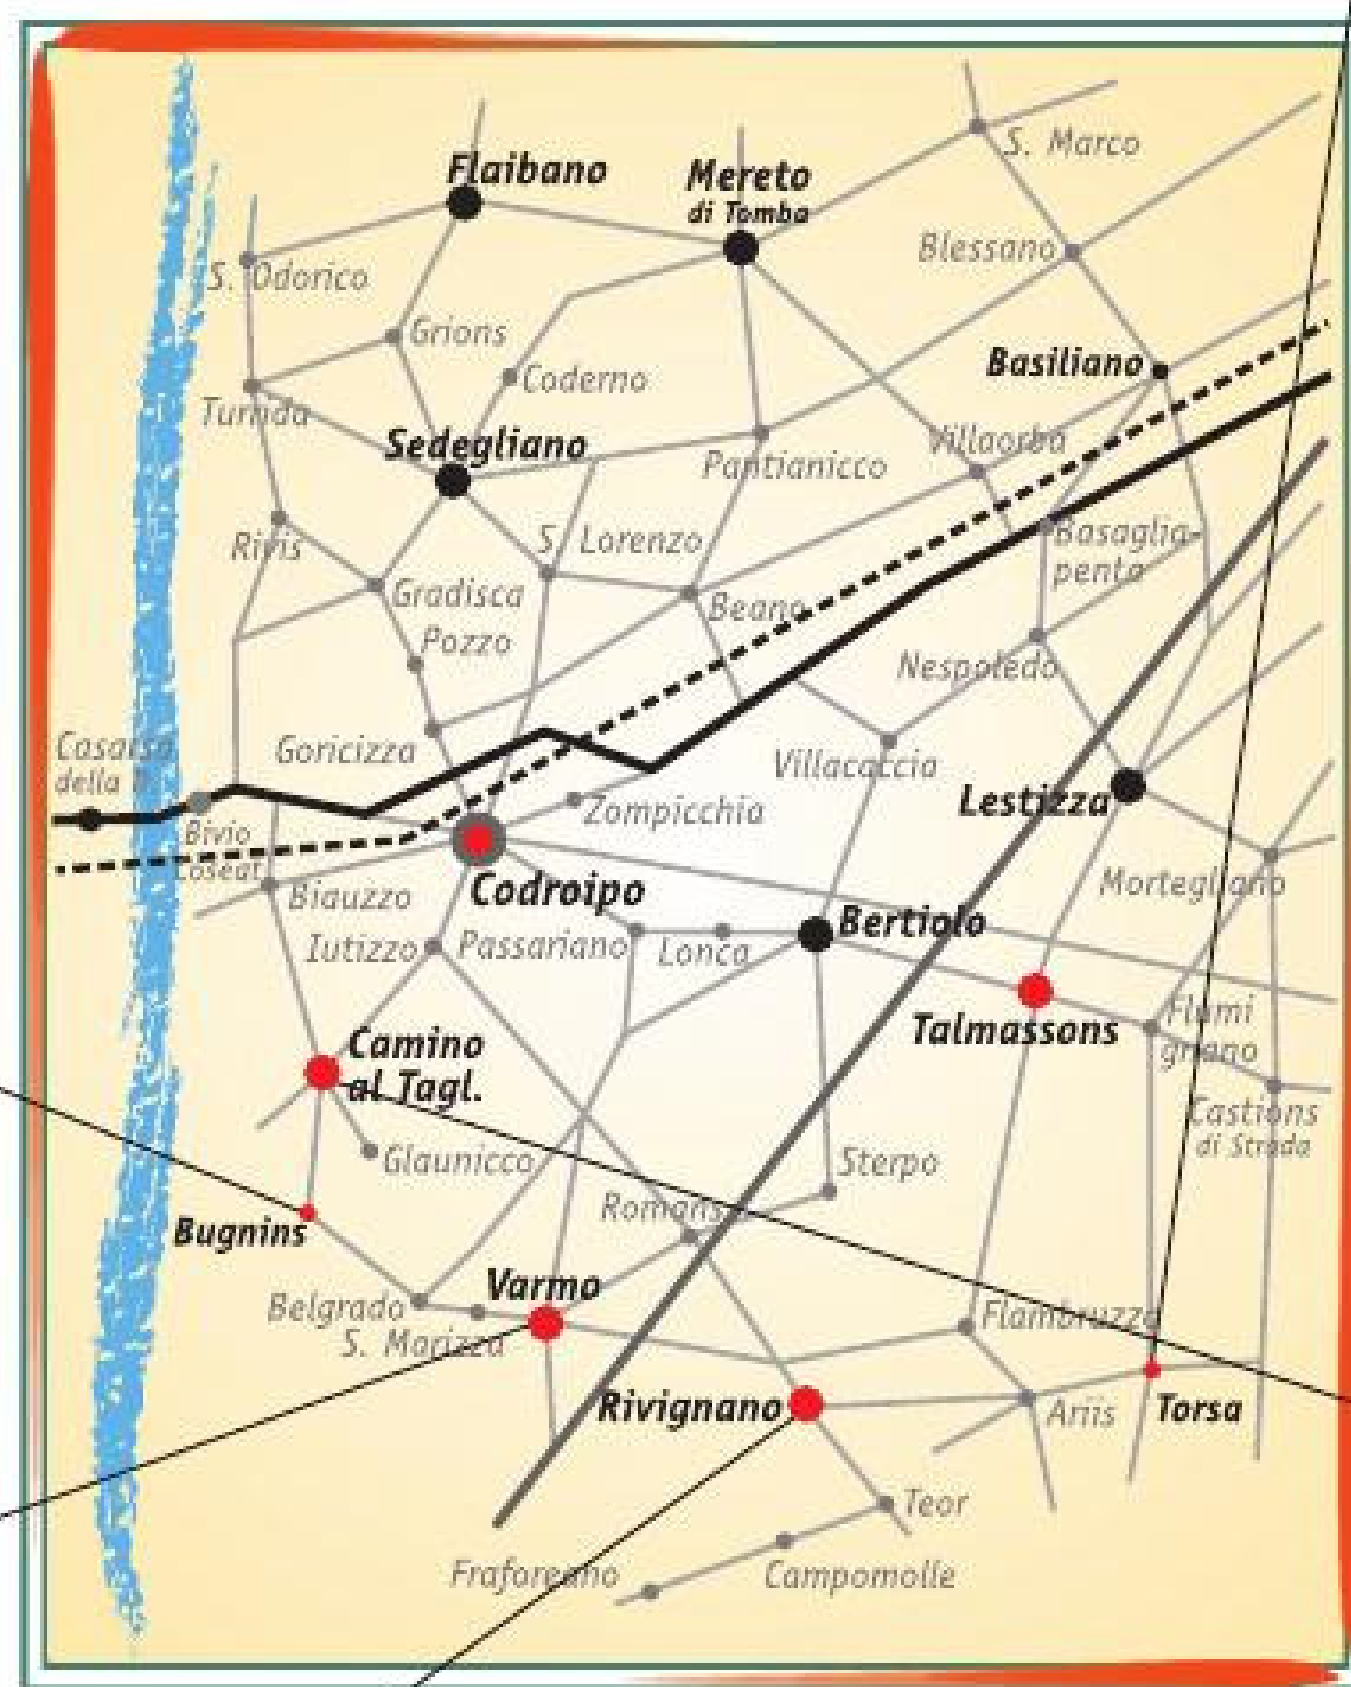 S. Marco
Flaibano
Mereto
di Tomba
Blessano
S. Odorico
Grions
Basiliano
Coderno
Turrida
Sedegliano
Villaorba
Pantianicco
Rivis
S. Lorenzo
Basaglia-
penta
Gradisca
Beano
Pozzo
Nespoledo
Casarsa
della D
Goricizza
Villacaccia
Lestizza
Zompicchia
Bivio
Coseat
Biauzzo
Codroipo
Mortegliano
Bertiolo
Iutizzo
Passariano
Lonca
Flumi
gnano
Talmassons
Camino
al Tagl.
Castions
di Strada
Glaunicco
Sterpo
Romans
Bugnins
Varmo
Belgrado
Flambruzzo
S. Marizza
Rivignano
Ariis
Torsa
Teor
Fraforeano
Campomolle